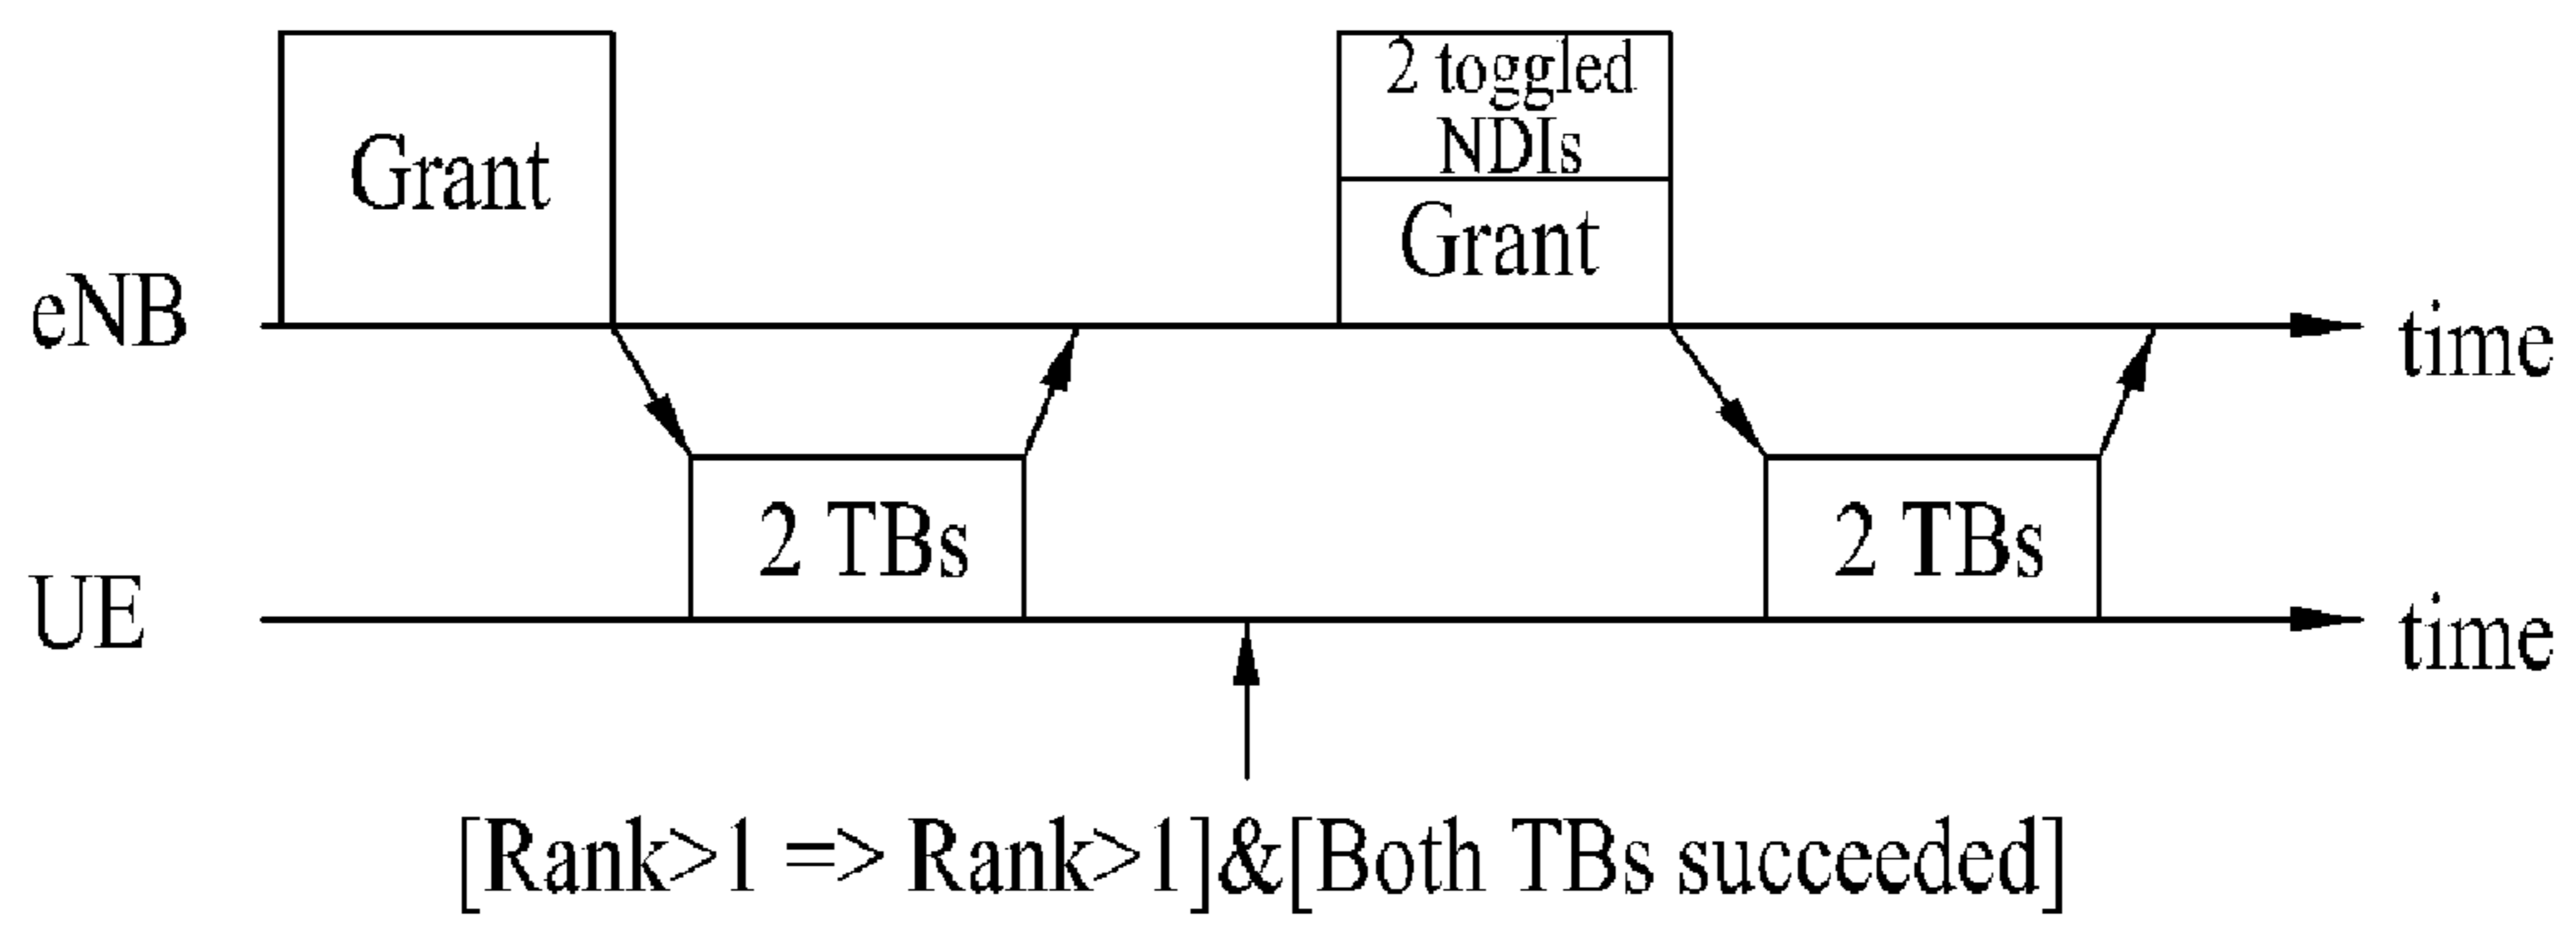 Grant
2 toggled
NDIs
Grant
eNB
time
2 TBs
2 TBs
UE
time
[Rank>1 => Rank>1]&[Both TBs succeeded]